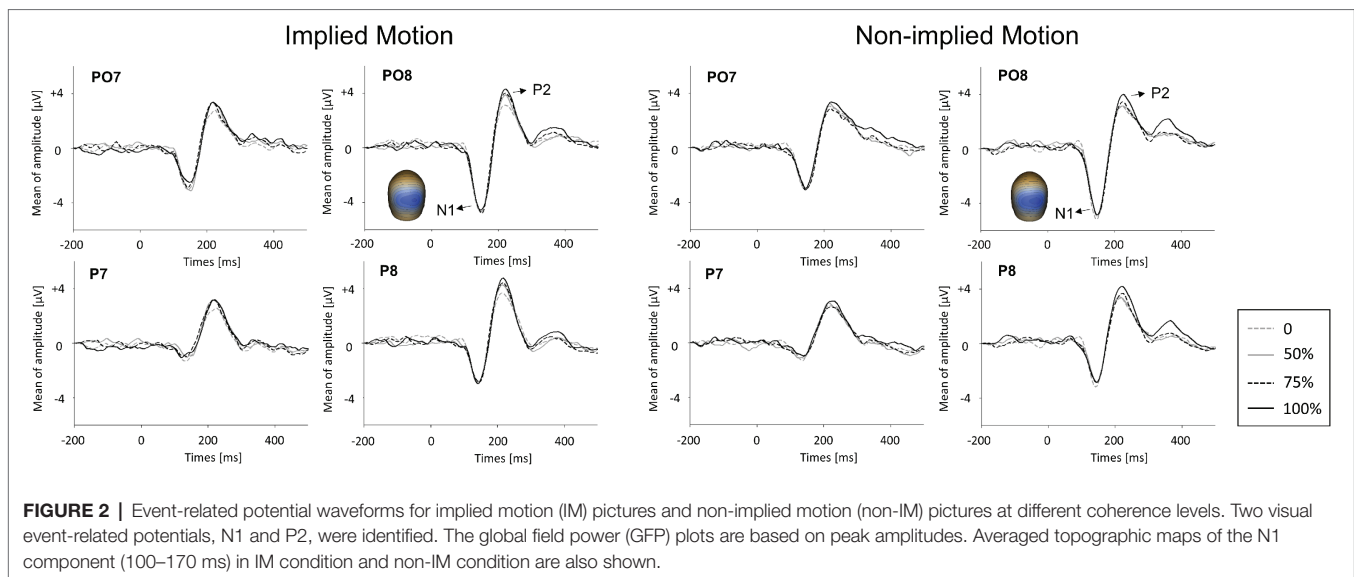 Implied Motion
Non-implied Motion
PO7
Mean of amplitude [µV]
+4
0
-4
-200 0 200 400
Times [ms]
PO8
Mean of amplitude [µV]
+4
0
-4
P2
N1
-200 0 200 400
Times [ms]
PO7
Mean of amplitude [µV]
+4
0
-4
-200 0 200 400
Times [ms]
PO8
Mean of amplitude [µV]
+4
0
-4
P2
N1
-200 0 200 400
Times [ms]
P7
Mean of amplitude [µV]
+4
0
-4
-200 0 200 400
Times [ms]
P8
Mean of amplitude [µV]
+4
0
-4
-200 0 200 400
Times [ms]
P7
Mean of amplitude [µV]
+4
0
-4
-200 0 200 400
Times [ms]
P8
Mean of amplitude [µV]
+4
0
-4
-200 0 200 400
Times [ms]
0
50%
75%
100%
FIGURE 2 | Event-related potential waveforms for implied motion (IM) pictures and non-implied motion (non-IM) pictures at different coherence levels. Two visual
event-related potentials, N1 and P2, were identified. The global field power (GFP) plots are based on peak amplitudes. Averaged topographic maps of the N1
component (100–170 ms) in IM condition and non-IM condition are also shown.